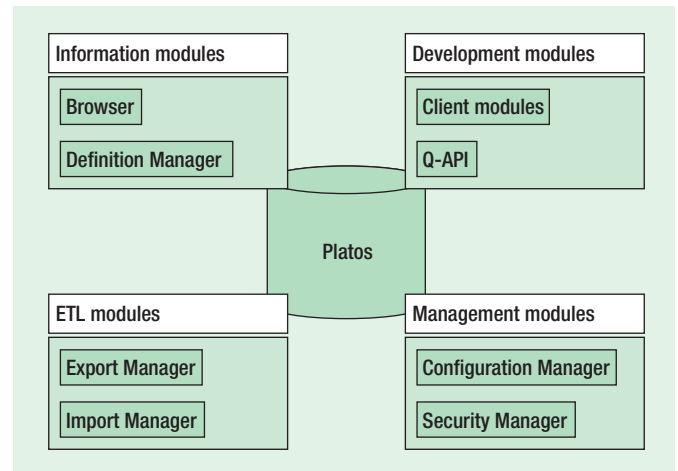 Information modules
Browser
Definition Manager
Development modules
Client modules
Q-API
Platos
ETL modules
Export Manager
Import Manager
Management modules
Configuration Manager
Security Manager